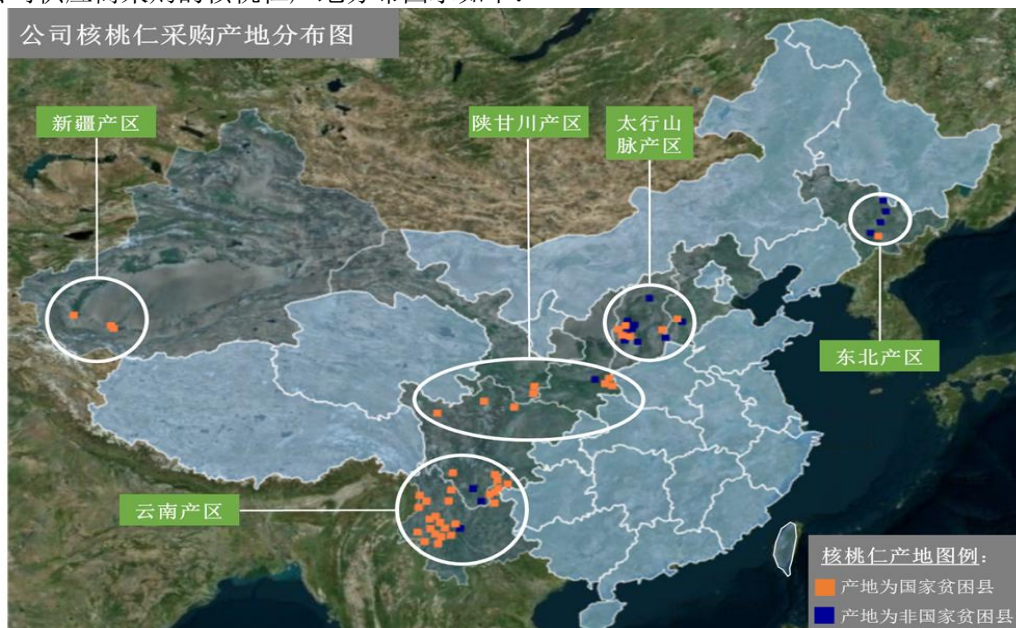 公司核桃仁采购产地分布图
新疆产区
陕甘川产区
太行山
脉产区
东北产区
云南产区
核桃仁产地图例：
产地为国家贫困县
产地为非国家贫困县